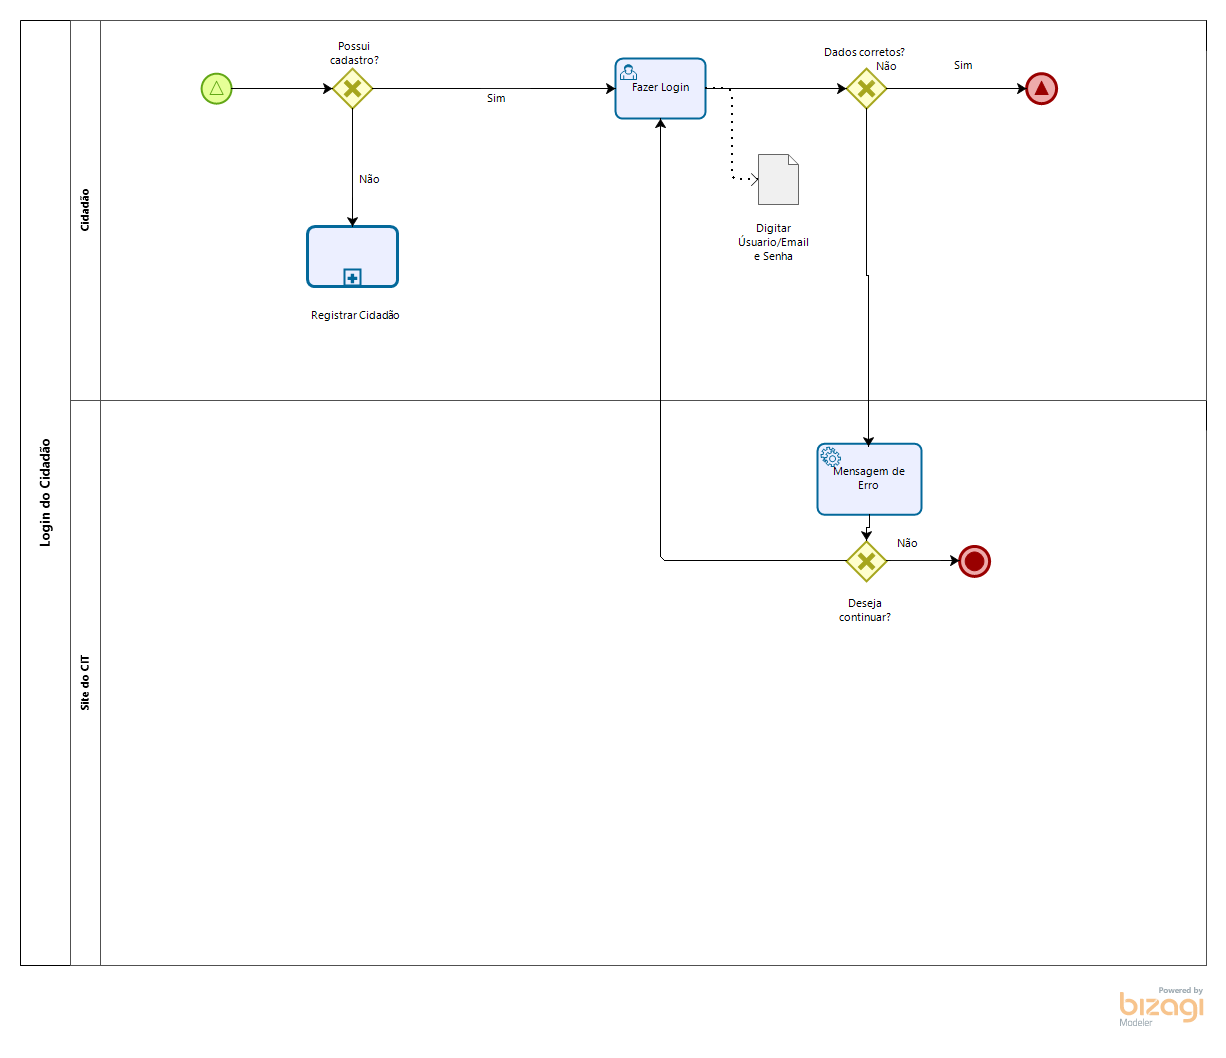 Login do Cidadão
Cidadão
Possui
cadastro?
Sim
Não
Registrar Cidadão
Fazer Login
Digitar
Úsuario/Email
e Senha
Dados corretos?
Não
Sim
Site do CIT
Mensagem de
Erro
Não
Deseja
continuar?
Powered by
bizagi
Modeler